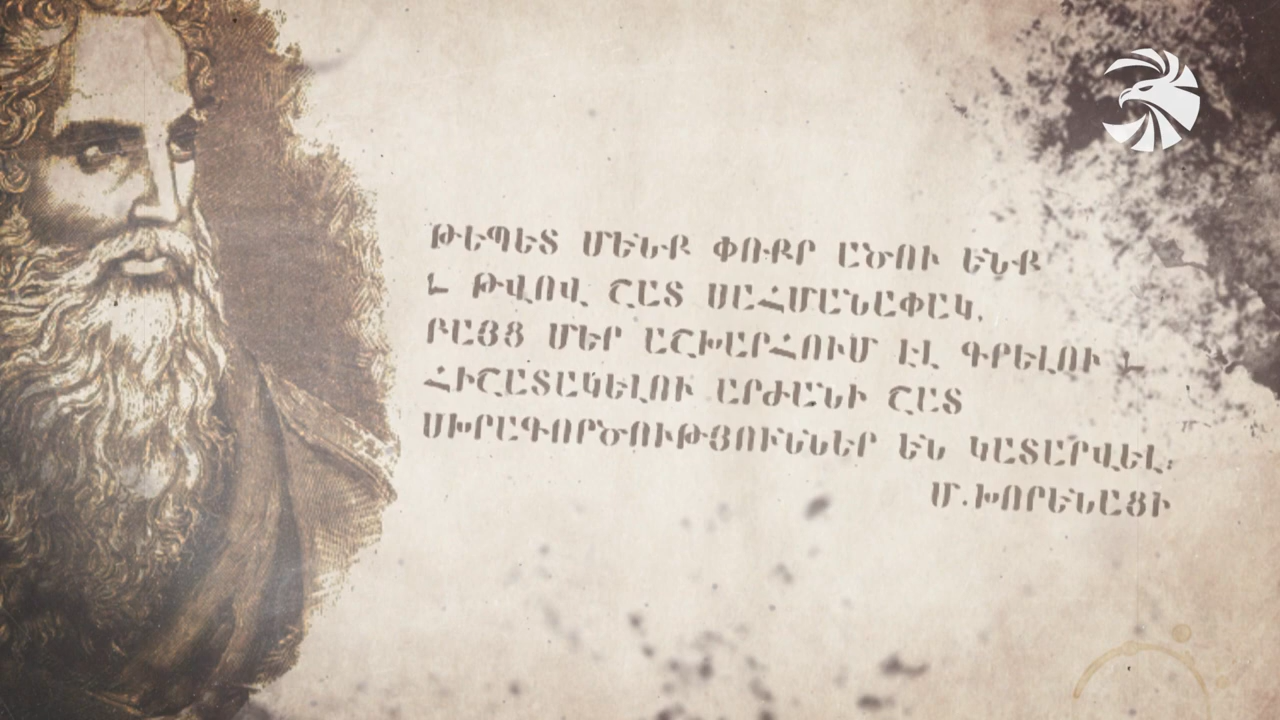 ԹԵՊԵՏ ՄԵՆՔ ՓՈՔՐ ԱԾՈՒ ԵՆՔ
և ԹՎՈՎ ՇԱՏ ՍԱՀՄԱՆԱՓԱԿ,
ԲԱՅՑ ՄԵՐ ԱՇԽԱՐՀՈՒՄ ԷԼ ԳՐԵԼՈՒ և
ՀԻՇԱՏԱԿԵԼՈՒ ԱՐԺԱՆԻ ՇԱՏ
ՍԽՐԱԳՈՐԾՈՒԹՅՈՒՆՆԵՐ ԵՆ ԿԱՏԱՐՎԵԼ:
Մ.ԽՈՐԵՆԱՑԻ